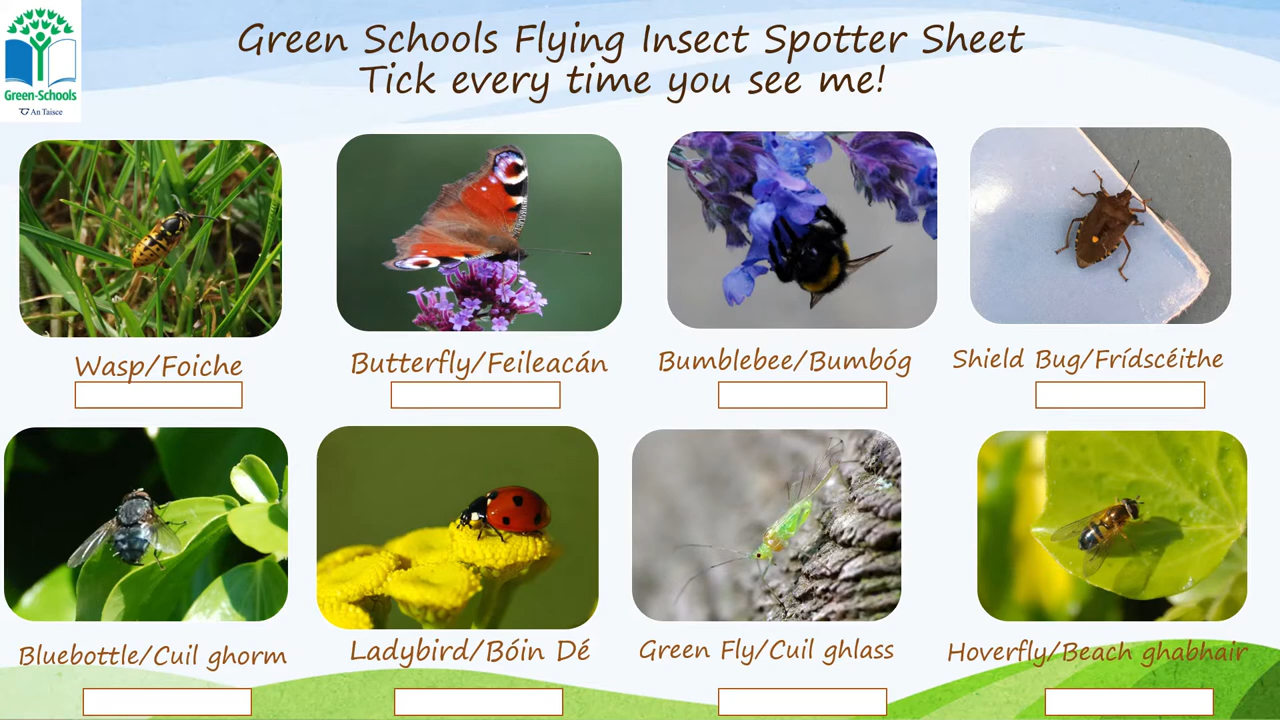 Green Schools Flying Insect Spotter Sheet
Tick every time you see me!
Green-Schools
An Taisce
Wasp/Foiche
Butterfly/Feileacán
Bumblebee/Bumbóg
Shield Bug/Frídscéithe
Bluebottle/Cuil ghorm
Ladybird/Bóin Dé
Green Fly/Cuil ghlass
Hoverfly/Beach ghabhair